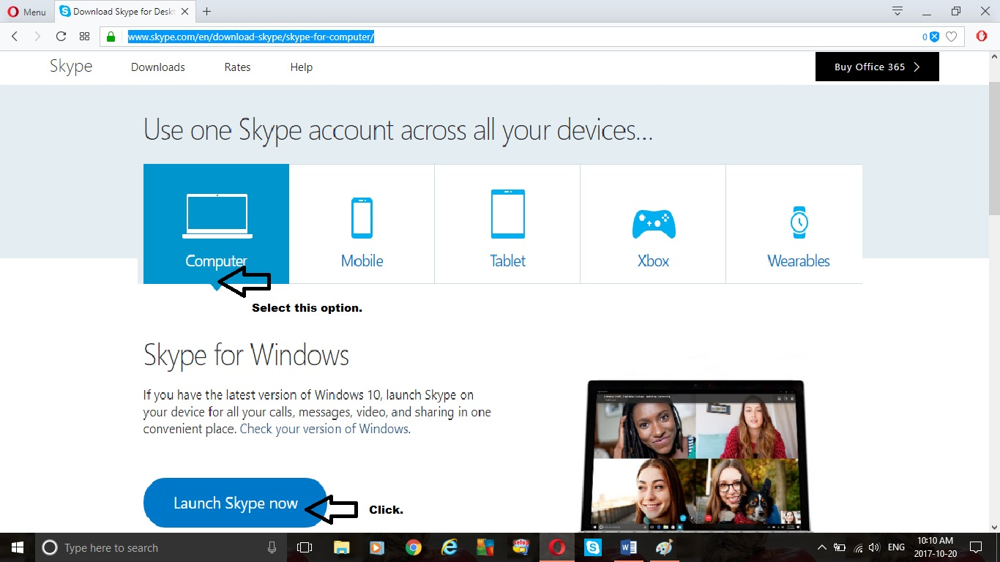 Menu
Download Skype for Deskt
www.skype.com/en/download-skype/skype-for-computer/
0
Skype
Downloads
Rates
Help
Buy Office 365
Use one Skype account across all your devices...
Computer
Mobile
Tablet
Xbox
Wearables
Select this option.
Skype for Windows
If you have the latest version of Windows 10, launch Skype on
your device for all your calls, messages, video, and sharing in one
convenient place. Check your version of Windows.
Launch Skype now
Click.
Type here to search
Setup
ENG
10:10 AM
2017-10-20